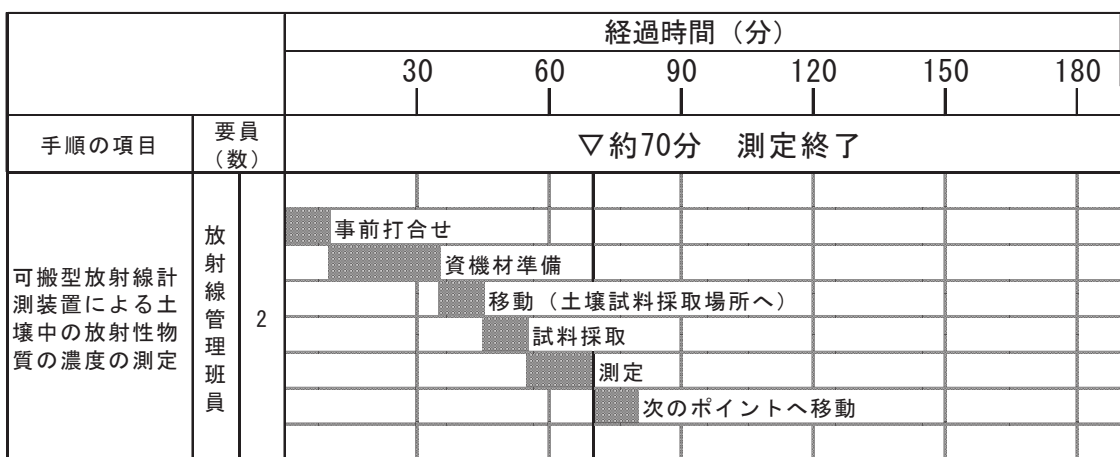 経過時間（分）
30 60 90 120 150 180
手順の項目
要員
（数）
▽約70分 測定終了
可搬型放射線計
測装置による土
壌中の放射性物
質の濃度の測定
放射線管理班員
2
事前打合せ
資機材準備
移動（土壌試料採取場所へ）
試料採取
測定
次のポイントへ移動